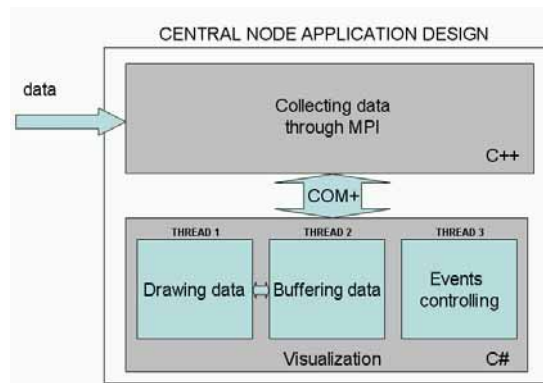 CENTRAL NODE APPLICATION DESIGN
data
Collecting data
through MPI
C++
COM+
THREAD 1
THREAD 2
THREAD 3
Drawing data
Buffering data
Events
controlling
Visualization
C#